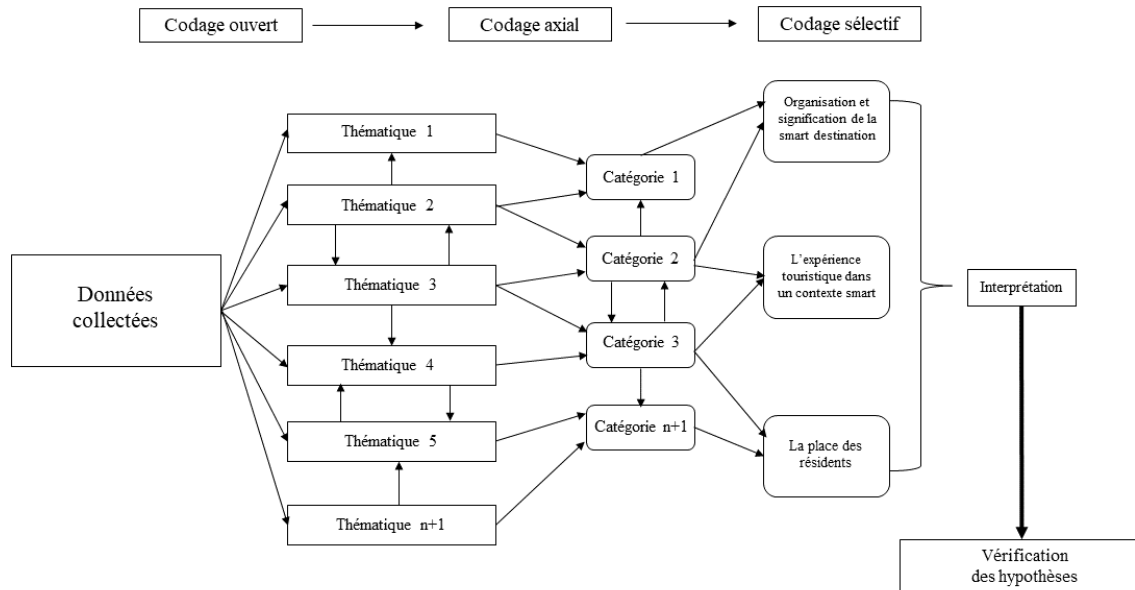 Codage ouvert
Codage axial
Codage sélectif
Données
collectées
Thématique 1
Thématique 2
Thématique 3
Thématique 4
Thématique 5
Thématique n+1
Catégorie 1
Catégorie 2
Catégorie 3
Catégorie n+1
Organisation et
signification de la
smart destination
L’expérience
touristique dans
un contexte smart
La place des
résidents
Interprétation
Vérification
des hypothèses